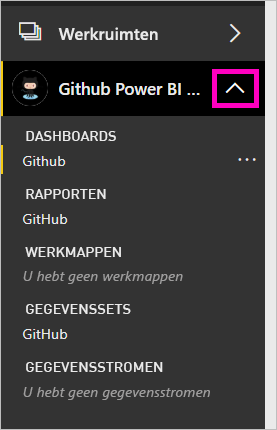 Werkruimten
Github Power BI ...
DASHBOARDS
Github
RAPPORTEN
GitHub
WERKMAPPEN
U hebt geen werkmappen
GEGEVENSSETS
GitHub
GEGEVENSSTROMEN
U hebt geen gegevensstromen